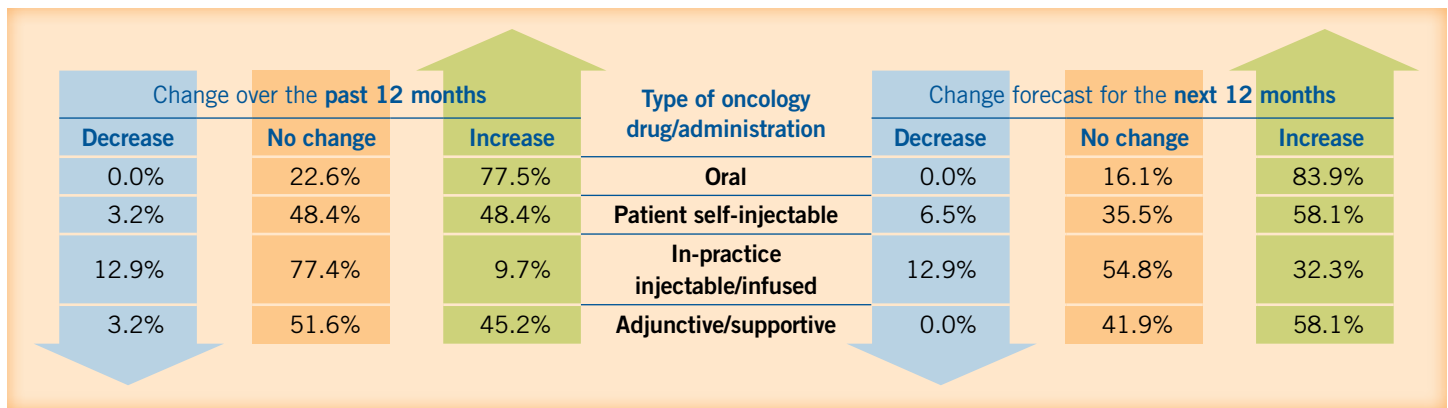 Change over the past 12 months
Type of oncology
drug/administration
Change forecast for the next 12 months
Decrease No change Increase
Decrease No change Increase
0.0% 22.6% 77.5% Oral 0.0% 16.1% 83.9%
3.2% 48.4% 48.4% Patient self-injectable 6.5% 35.5% 58.1%
12.9% 77.4% 9.7% In-practice
injectable/infused 12.9% 54.8% 32.3%
3.2% 51.6% 45.2% Adjunctive/supportive 0.0% 41.9% 58.1%